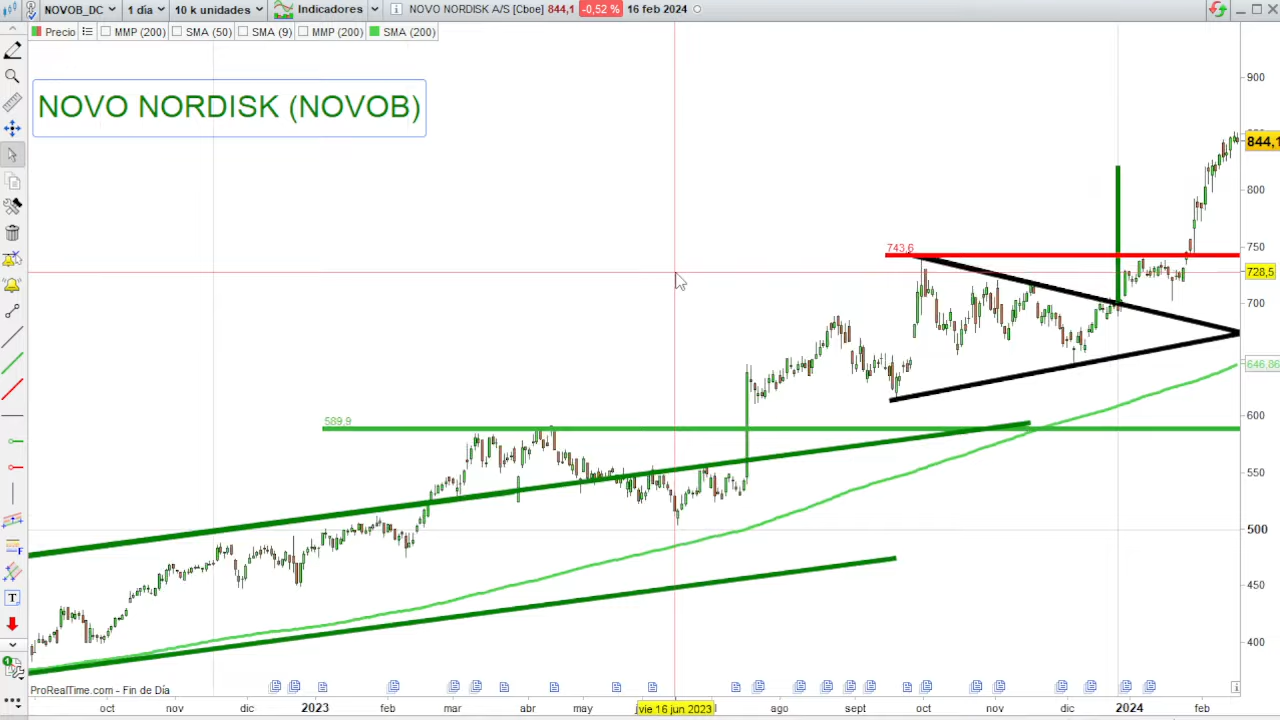 NOVOB_DC 1 día 10 k unidades Indicadores NOVO NORDISK A/S [Cboe] 844,1 -0,52 % 16 feb 2024
Precio MMP (200) SMA (50) SMA (9) MMP (200) SMA (200)
NOVO NORDISK (NOVOB)
900
844,1
800
743,6
750
728,5
700
646,86
600
589,9
550
500
450
400
ProRealTime.com - Fin de Día
oct nov dic 2023 feb mar abr may vie 16 jun 2023 ago sept oct nov dic 2024 feb